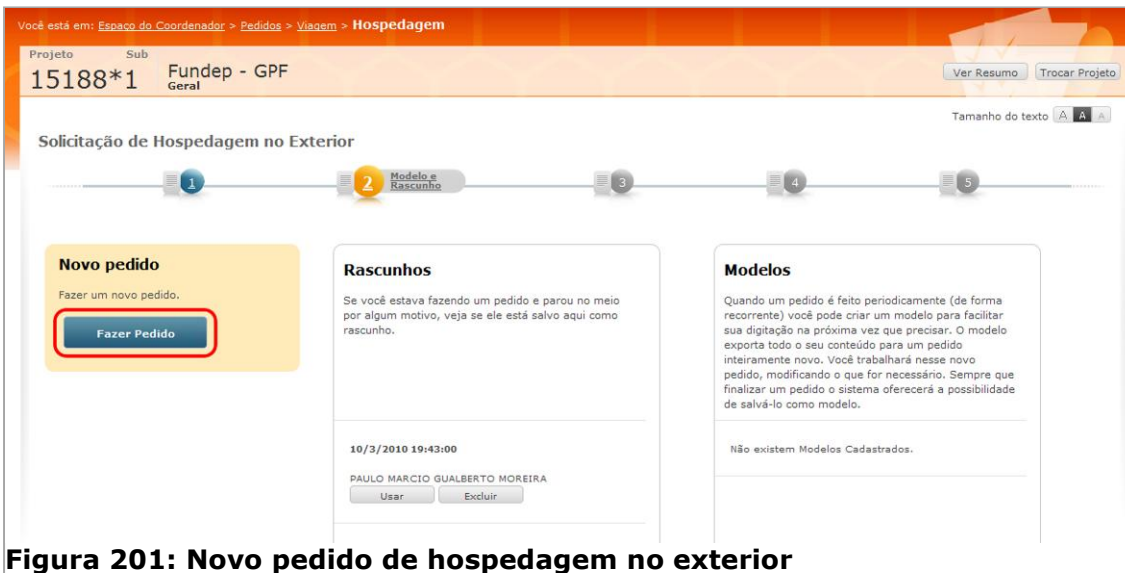 Você está em: Espaço do Coordenador > Pedidos > Viagem > Hospedagem
Projeto Sub
15188*1
Fundep - GPF
Geral
Ver Resumo
Trocar Projeto
Tamanho do texto A A A
Solicitação de Hospedagem no Exterior
1
2 Modelo e
Rascunho
3
4
5
Novo pedido
Fazer um novo pedido.
Fazer Pedido
Rascunhos
Se você estava fazendo um pedido e parou no meio
por algum motivo, veja se ele está salvo aqui como
rascunho.
10/3/2010 19:43:00
PAULO MARCIO GUALBERTO MOREIRA
Usar
Excluir
Modelos
Quando um pedido é feito periodicamente (de forma
recorrente) você pode criar um modelo para facilitar
sua digitação na próxima vez que precisar. O modelo
exporta todo o seu conteúdo para um pedido
inteiramente novo. Você trabalhará nesse novo
pedido, modificando o que for necessário. Sempre que
finalizar um pedido o sistema oferecerá a possibilidade
de salvá-lo como modelo.
Não existem Modelos Cadastrados.
Figura 201: Novo pedido de hospedagem no exterior